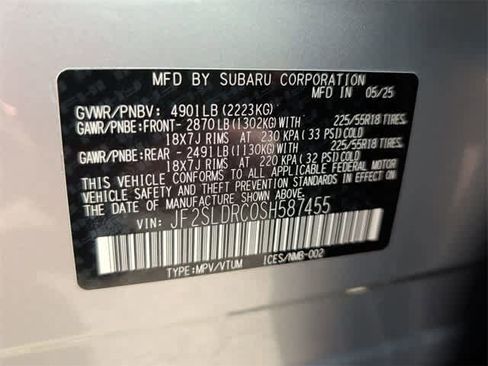 MFD BY SUBARU CORPORATION
MFD IN 05/25
GVWR/PNBV: 4901LB(2223KG)
GAWR/PNBE:FRONT-2870LB(1302KG)WITH 225/55R18 TIRES,
18X7J RIMS AT 230 KPA(33 PSI)COLD
GAWR/PNBE:REAR -2491LB(1130KG)WITH 225/55R18 TIRES,
18X7J RIMS AT 220 KPA(32 PSI)COLD
THIS VEHICLE CONFORMS TO ALL APPLICABLE FEDERAL MOTOR
VEHICLE SAFETY AND THEFT PREVENTION STANDARDS IN EFFECT
ON THE DATE OF MANUFACTURE SHOWN ABOVE.
VIN: JF2SLDRC0SH587455
TYPE:MPV/VTUM ICES/NMB-002